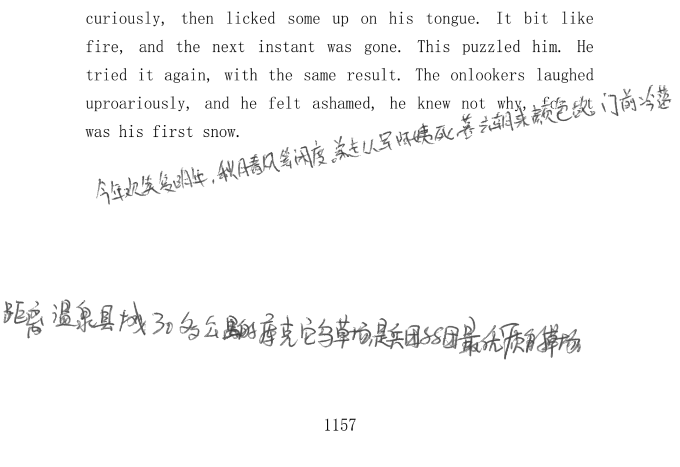 curiously, then licked some up on his tongue. It bit like
fire, and the next instant was gone. This puzzled him. He
tried it again, with the same result. The onlookers laughed
uproariously, and he felt ashamed, he knew not why,
was his first snow.
今年欢笑复明年,秋月春风等闲度 弟走从军阿姨死 暮去朝来颜色故 门前冷落
距离温泉县城30多公里的库克它乌草场是兵团88团最优质的草场
1157